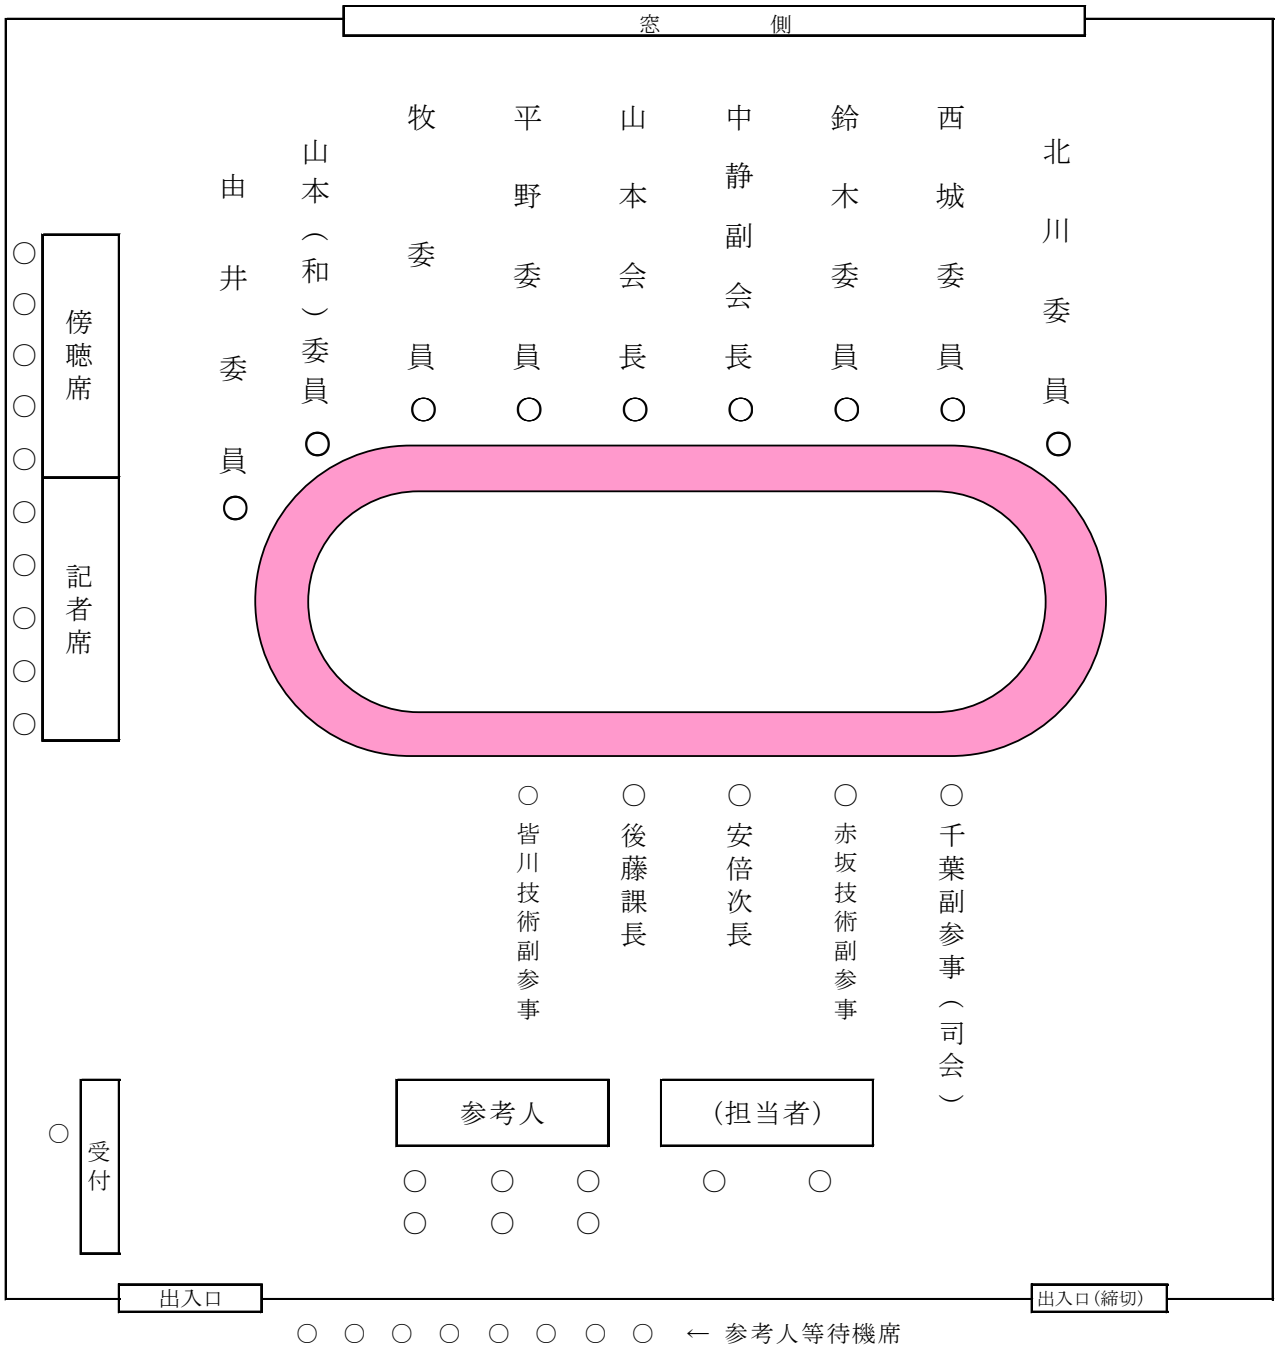 窓　側
由井委員
山本（和）委員
牧委員
平野委員
山本会長
中静副会長
鈴木委員
西城委員
北川委員
傍聴席
記者席
皆川技術副参事
後藤課長
安倍次長
赤坂技術副参事
千葉副参事（司会）
参考人
（担当者）
受付
出入口
出入口（締切）
← 参考人等待機席